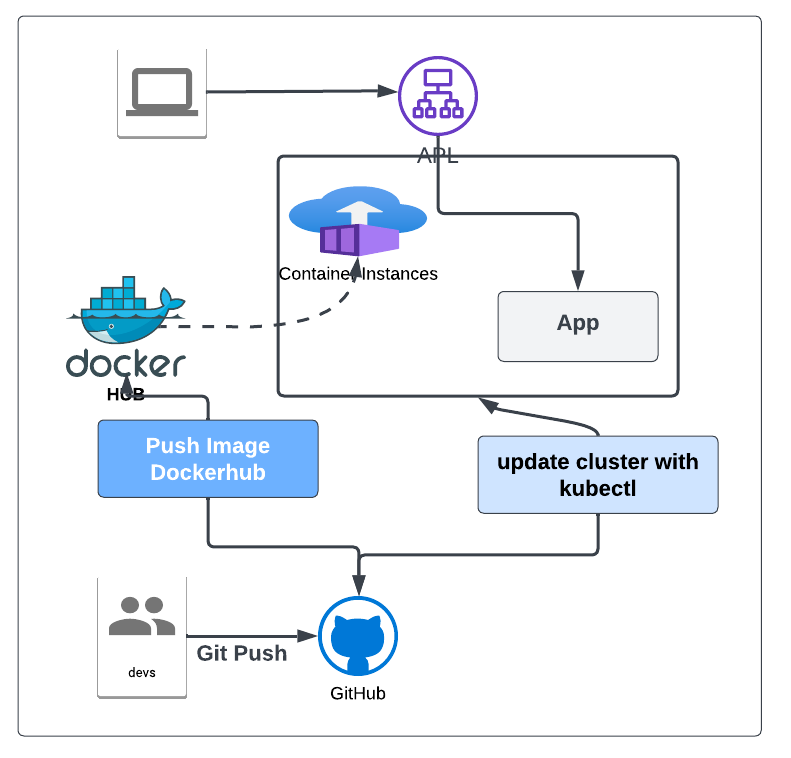 APL
Container Instances
App
docker
HUB
Push Image
Dockerhub
update cluster with
kubectl
devs
Git Push
GitHub